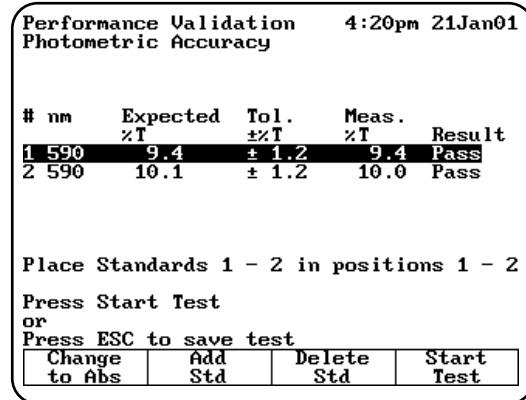 Performance Validation 4:20pm 21Jan01
Photometric Accuracy
# nm Expected Tol. Meas.
%T ±%T %T Result
1 590 9.4 ± 1.2 9.4 Pass
2 590 10.1 ± 1.2 10.0 Pass
Place Standards 1 - 2 in positions 1 - 2
Press Start Test
or
Press ESC to save test
Change Add Delete Start
to Abs Std Std Test